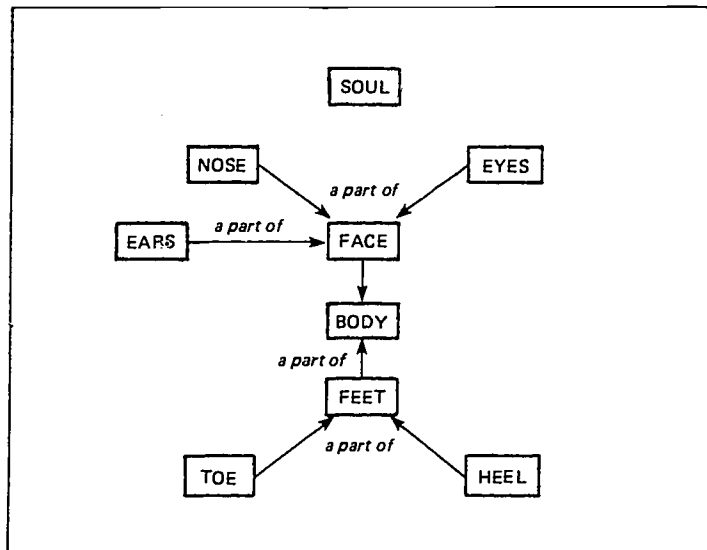 SOUL
NOSE
EYES
a part of
a part of
EARS
FACE
BODY
a part of
FEET
a part of
TOE
HEEL